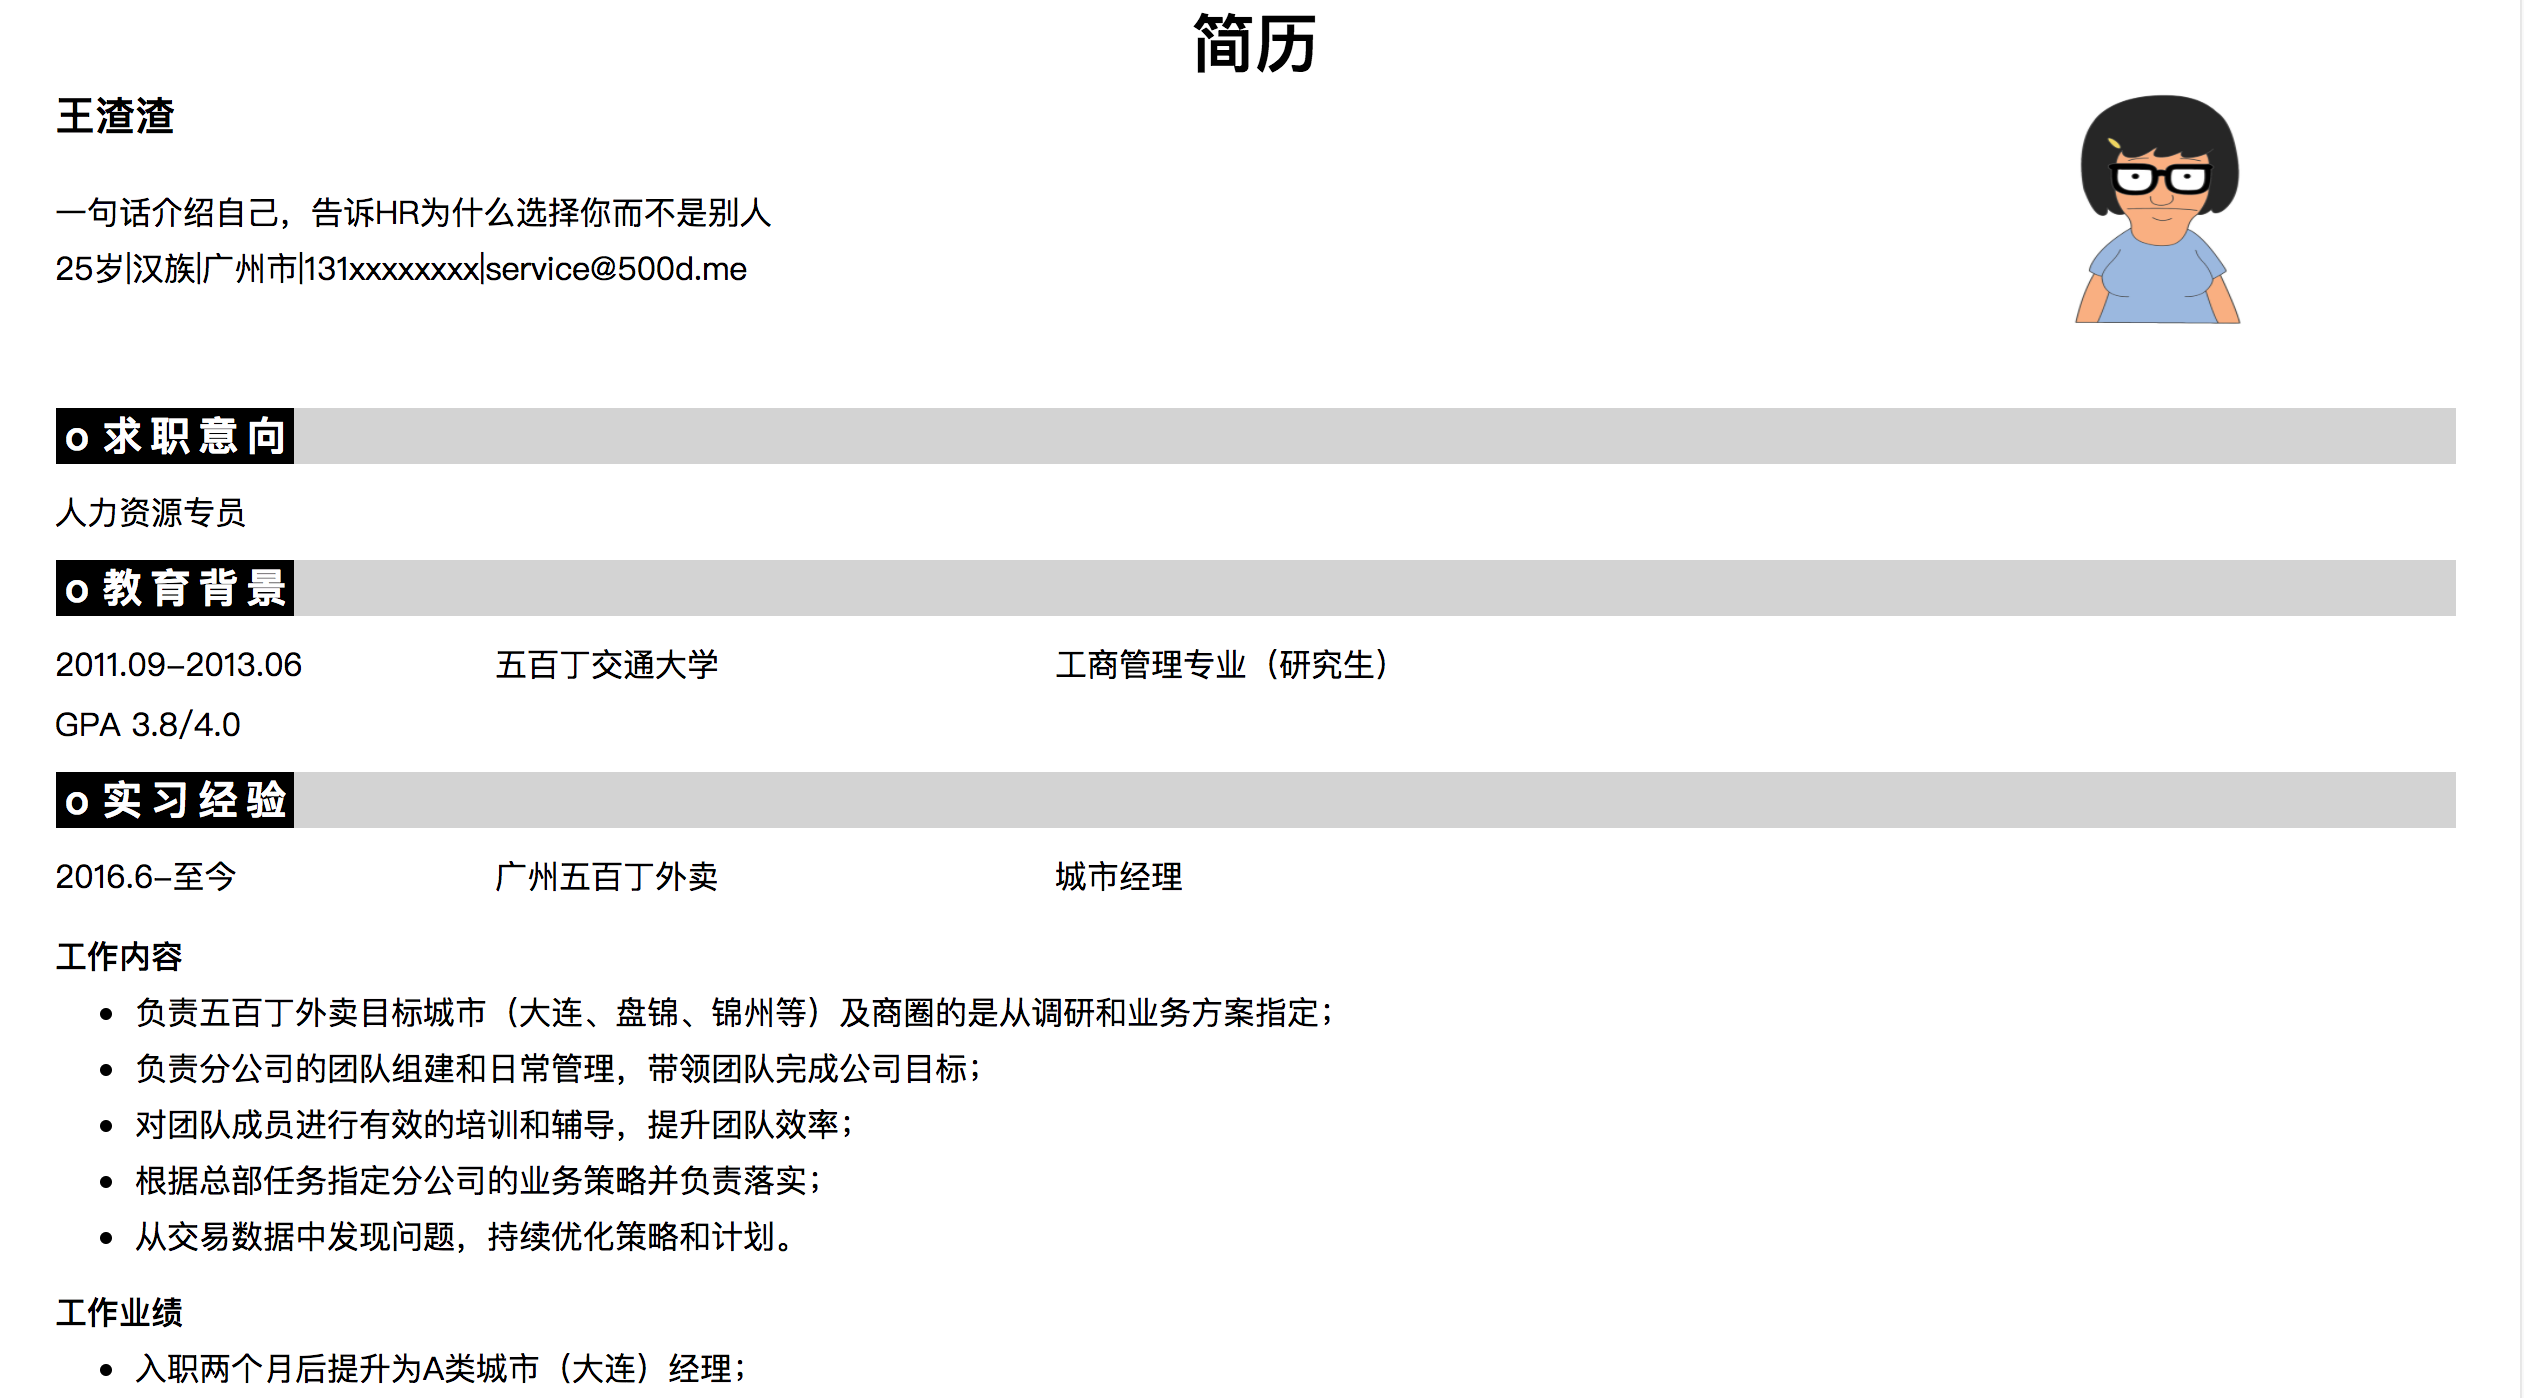 简历
王渣渣
一句话介绍自己，告诉HR为什么选择你而不是别人
25岁|汉族|广州市|131xxxxxxxx|service@500d.me
o 求职意向
人力资源专员
o 教育背景
2011.09-2013.06 五百丁交通大学 工商管理专业（研究生）
GPA 3.8/4.0
o 实习经验
2016.6-至今 广州五百丁外卖 城市经理
工作内容
• 负责五百丁外卖目标城市（大连、盘锦、锦州等）及商圈的是从调研和业务方案指定；
• 负责分公司的团队组建和日常管理，带领团队完成公司目标；
• 对团队成员进行有效的培训和辅导，提升团队效率；
• 根据总部任务指定分公司的业务策略并负责落实；
• 从交易数据中发现问题，持续优化策略和计划。
工作业绩
• 入职两个月后提升为A类城市（大连）经理；